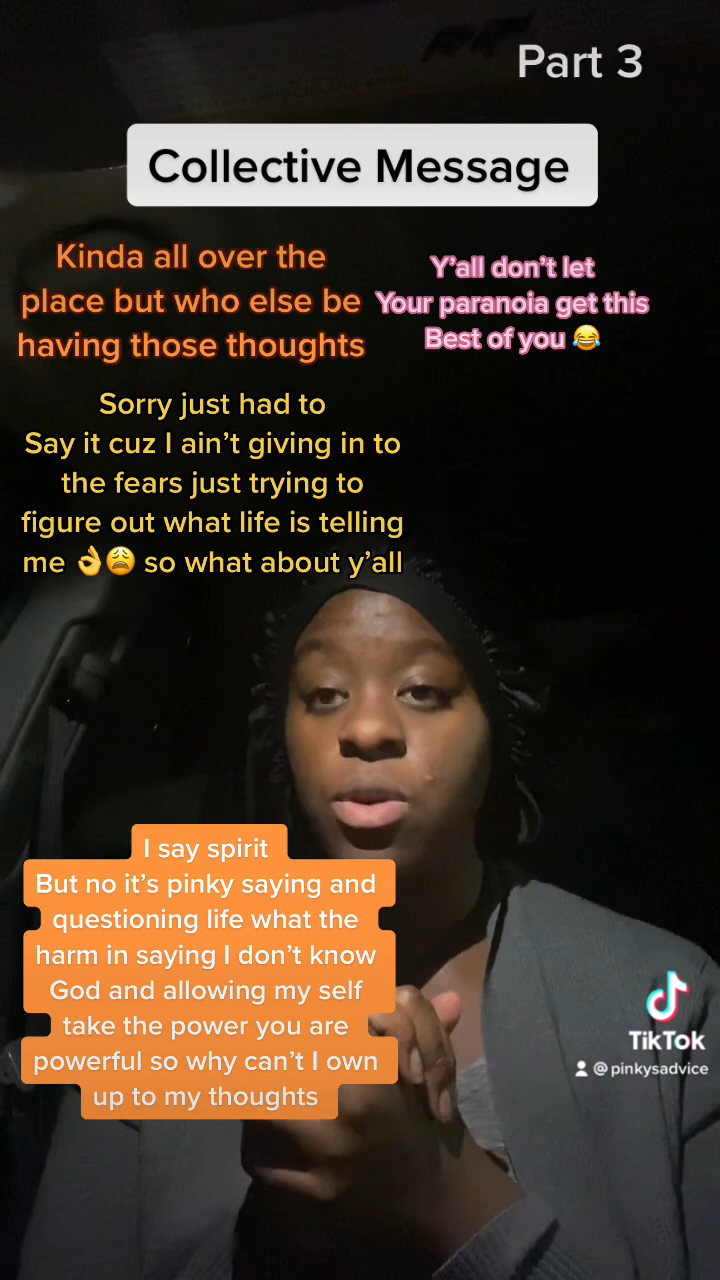 Part 3
Collective Message
Kinda all over the
place but who else be
having those thoughts
Y'all don't let
Your paranoia get this
Best of you 😂
Sorry just had to
Say it cuz I ain't giving in to
the fears just trying to
figure out what life is telling
me 👌😩 so what about y'all
I say spirit
But no it's pinky saying and
questioning life what the
harm in saying I don't know
God and allowing my self
take the power you are
powerful so why can't I own
up to my thoughts
TikTok
@pinkysadvice